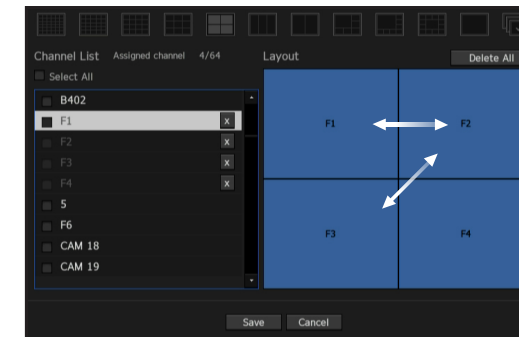 Channel List Assigned channel 4/64 Layout Delete All
Select All
B402
F1 x
F2 x
F3 x
F4 x
5
F6
CAM 18
CAM 19
F1 F2
F3 F4
Save Cancel